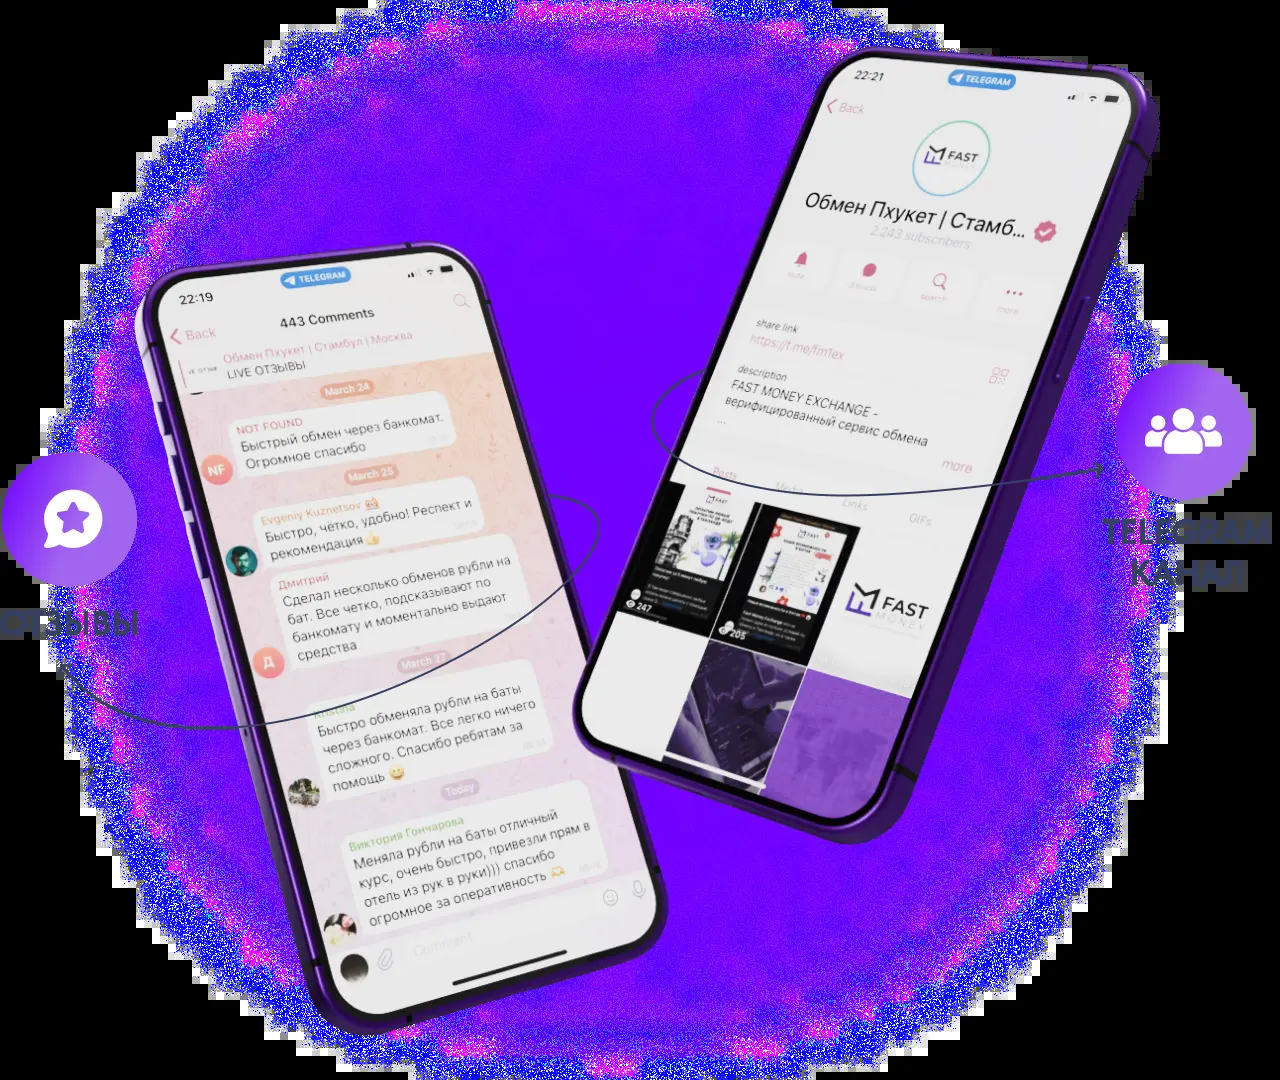 22:19
TELEGRAM
Back
443 Comments
Обмен Пхукет | Стамбул | Москва
LIVE ОТЗЫВЫ
March 24
NOT FOUND
Быстрый обмен через банкомат.
Огромное спасибо
NF
March 25
Evgeniy Kuznetsov
Быстро, чётко, удобно! Респект и
рекомендация
Дмитрий
Сделал несколько обменов рубли на
бат. Все четко, подсказывают по
банкомату и моментально выдают
средства
Д
March 27
Kristina
Быстро обменяла рубли на баты
через банкомат. Все легко ничего
сложного. Спасибо ребятам за
помощь
Today
Виктория Гончарова
Меняла рубли на баты отличный
курс, очень быстро, привезли прям в
отель из рук в руки))) спасибо
огромное за оперативность
Comment
ОТЗЫВЫ
22:21
TELEGRAM
Back
FAST
Обмен Пхукет | Стамб...
2.243 subscribers
mute
discuss
search
more
share link
https://t.me/fm1ex
description
FAST MONEY EXCHANGE -
верифицированный сервис обмена
...
more
Posts
Media
Links
GIFs
247
205
FAST
MONEY
TELEGRAM
КАНАЛ